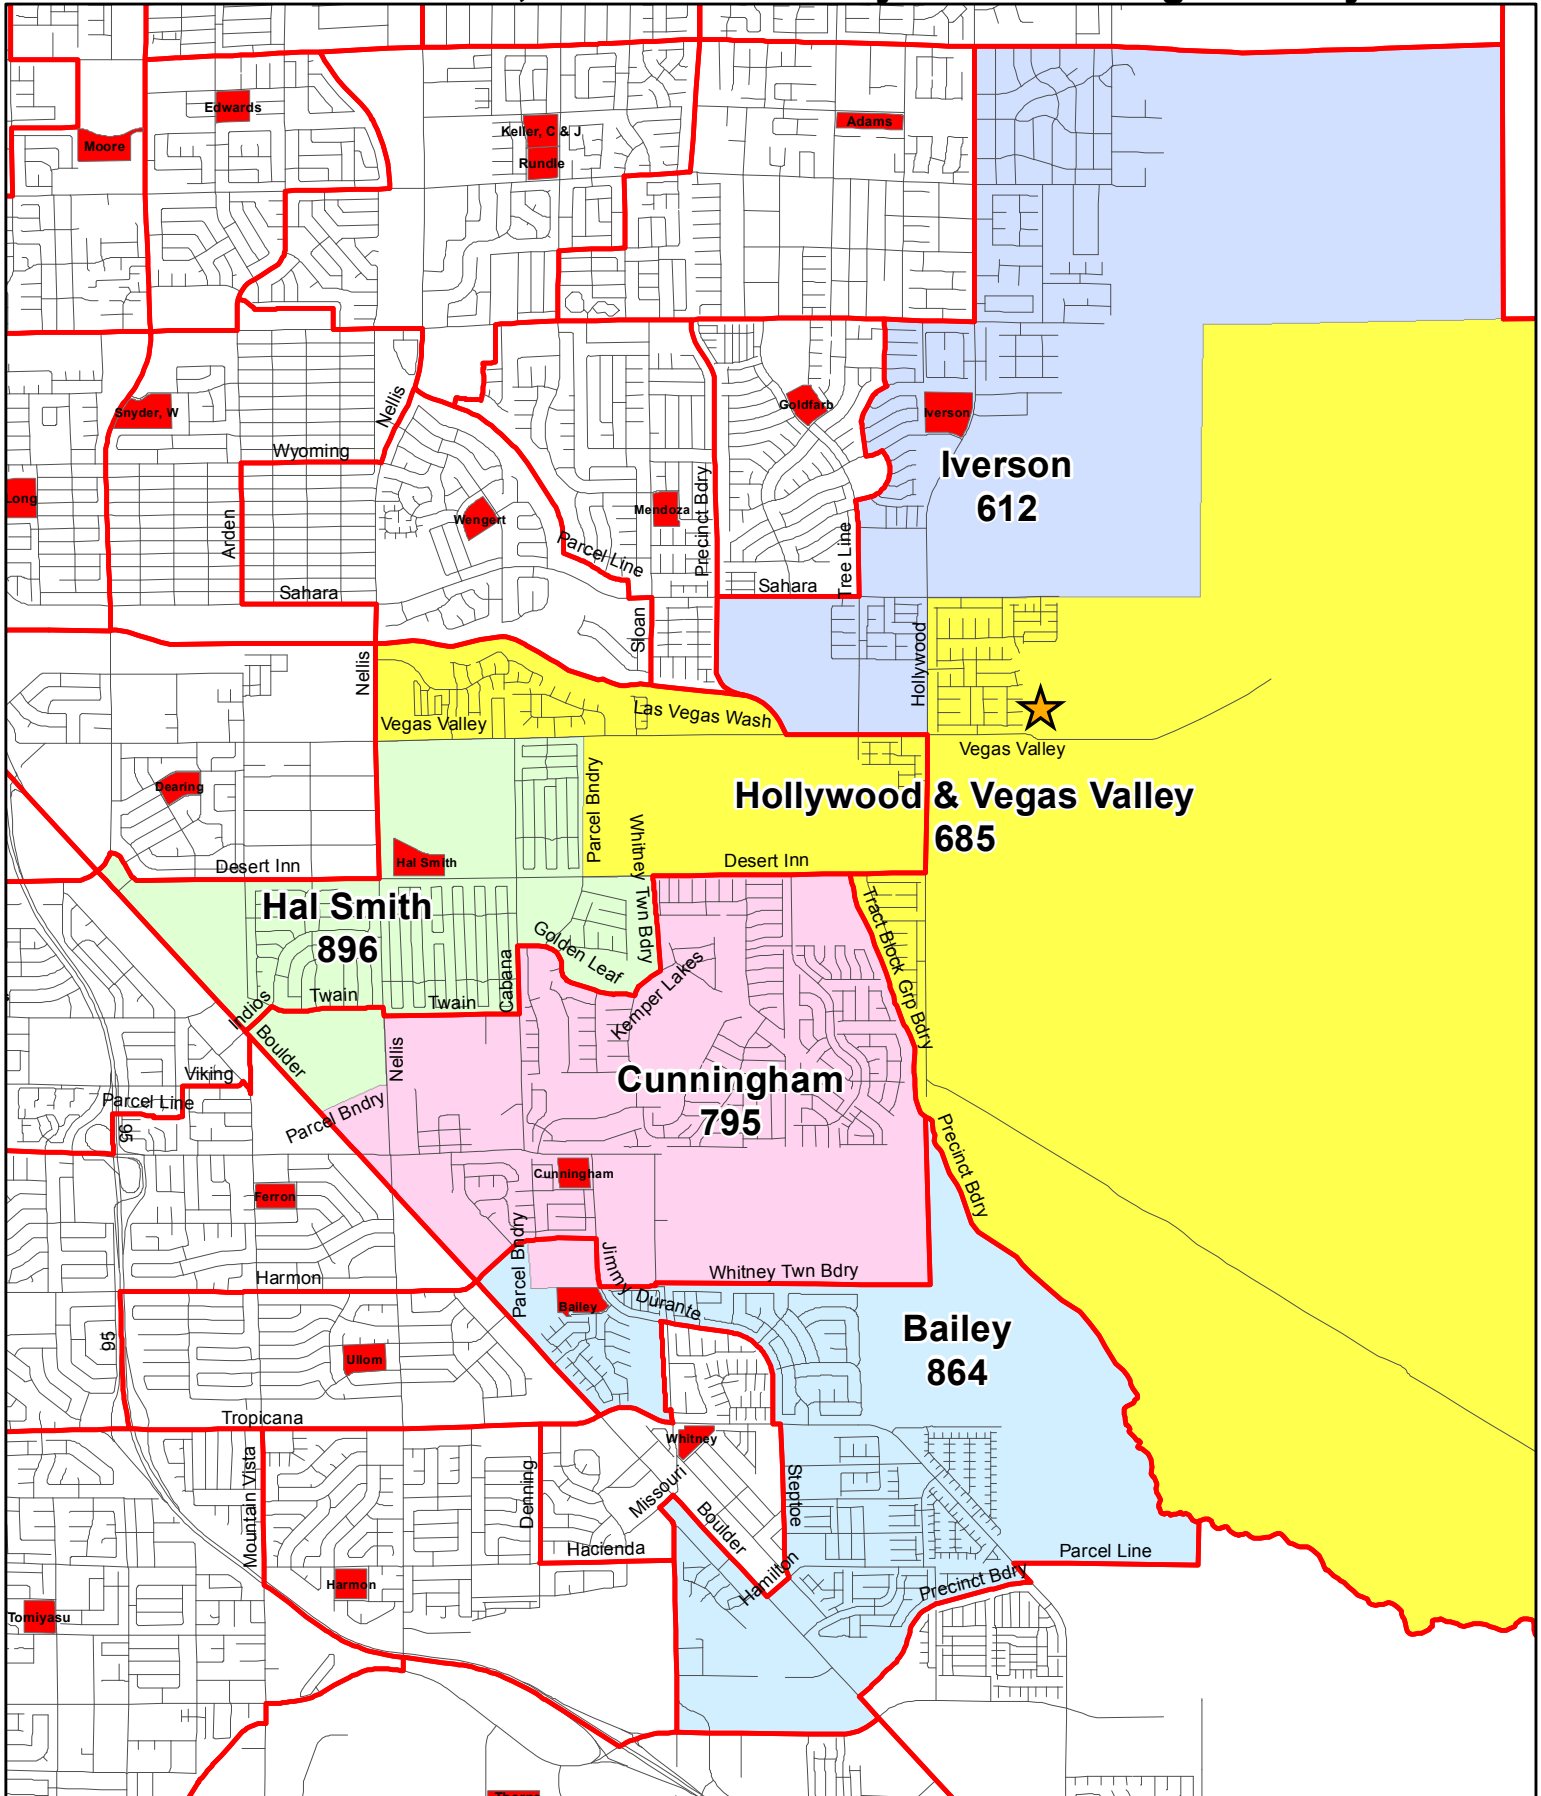 Edwards
Moore
Keller, C & J
Rundle
Adams
Snyder, W
Nellis
Wyoming
Long
Arden
Wengert
Mendoza
Precinct Bdry
Goldfarb
Iverson
Iverson
612
Parcel Line
Sahara
Sahara
Tree Line
Sloan
Nellis
Hollywood
Vegas Valley
Las Vegas Wash
Vegas Valley
Dearing
Parcel Bndry
Hollywood & Vegas Valley
685
Whitney Twn Bdry
Desert Inn
Hal Smith
Desert Inn
Hal Smith
896
Golden Leaf
Tract Block Grp Bdry
Kemper Lakes
Cabana
Twain
Twain
Indios
Boulder
Nellis
Viking
Parcel Line
95
Parcel Bndry
Cunningham
795
Precinct Bdry
Cunningham
Ferron
Parcel Bndry
Jimmy Durante
Harmon
Whitney Twn Bdry
Bailey
Bailey
864
95
Ullom
Tropicana
Whitney
Mountain Vista
Denning
Missouri
Boulder
Steptoe
Hacienda
Hamilton
Parcel Line
Precinct Bdry
Harmon
Tomiyasu